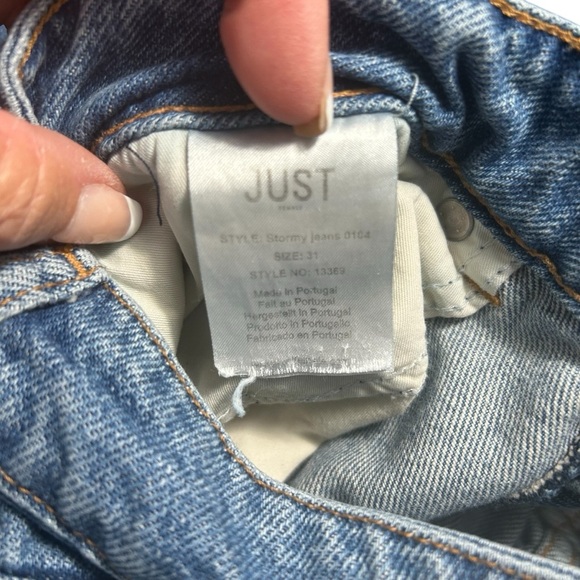 JUST
STYLE: Stormy jeans 0104
SIZE: 31
STYLE NO: 13369
Made in Portugal
Fait au Portugal
Hergestellt in Portugal
Prodotto in Portugallo
Fabricado en Portugal